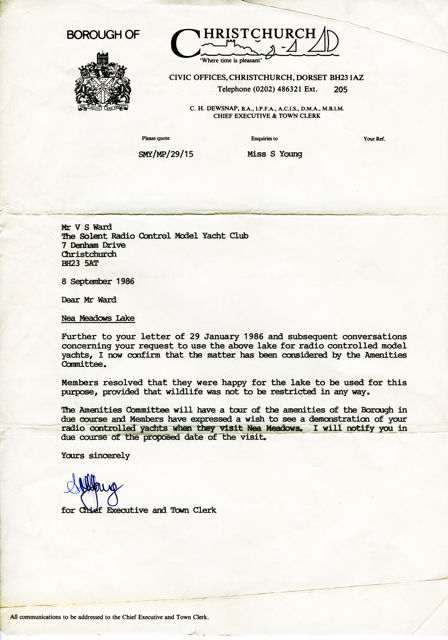 BOROUGH OF CHRISTCHURCH
'Where time is pleasant'
CIVIC OFFICES, CHRISTCHURCH, DORSET BH23 1AZ
Telephone (0202) 486321 Ext. 205
C. H. DEWSNAP, B.A., I.P.F.A., A.C.I.S., D.M.A., M.B.I.M.
CHIEF EXECUTIVE & TOWN CLERK
Please quote Enquiries to Your Ref.
SMY/MP/29/15 Miss S Young
Mr V S Ward
The Solent Radio Control Model Yacht Club
7 Denham Drive
Christchurch
BH23 5AT
8 September 1986
Dear Mr Ward
Nea Meadows Lake
Further to your letter of 29 January 1986 and subsequent conversations
concerning your request to use the above lake for radio controlled model
yachts, I now confirm that the matter has been considered by the Amenities
Committee.
Members resolved that they were happy for the lake to be used for this
purpose, provided that wildlife was not to be restricted in any way.
The Amenities Committee will have a tour of the amenities of the Borough in
due course and Members have expressed a wish to see a demonstration of your
radio controlled yachts when they visit Nea Meadows. I will notify you in
due course of the proposed date of the visit.
Yours sincerely
SMYoung
for Chief Executive and Town Clerk
All communications to be addressed to the Chief Executive and Town Clerk.